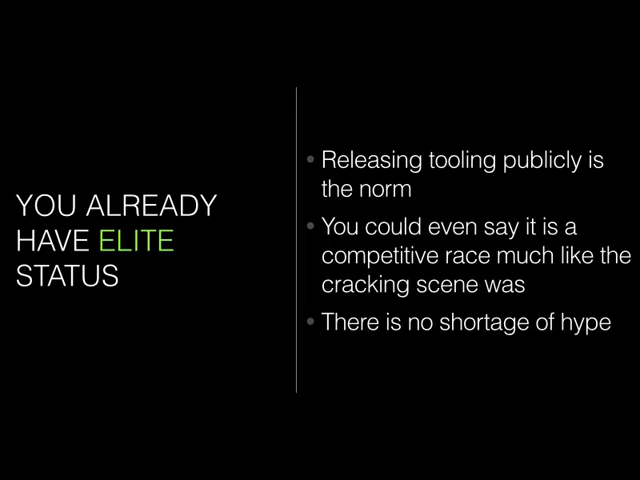 YOU ALREADY
HAVE ELITE
STATUS
Releasing tooling publicly is
the norm
You could even say it is a
competitive race much like the
cracking scene was
There is no shortage of hype